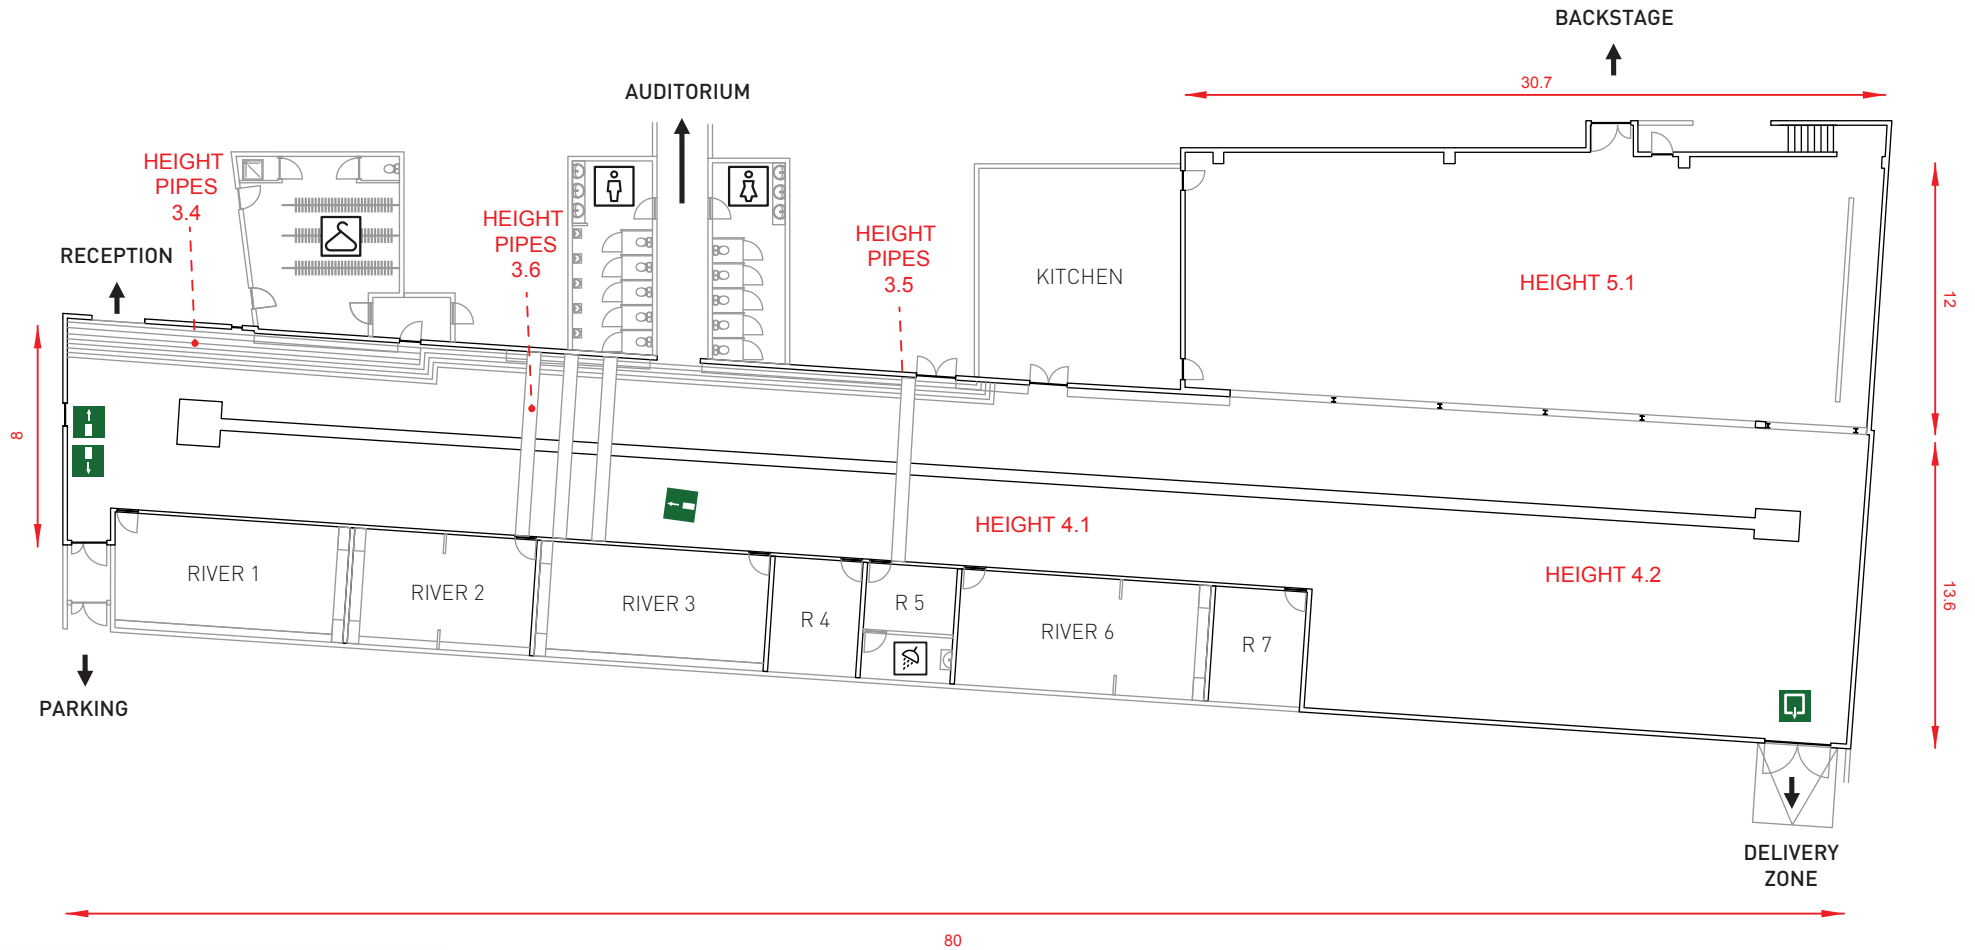 BACKSTAGE
30.7
AUDITORIUM
HEIGHT
PIPES
3.4
HEIGHT
PIPES
3.6
HEIGHT
PIPES
3.5
RECEPTION
KITCHEN
HEIGHT 5.1
12
8
HEIGHT 4.1
HEIGHT 4.2
13.6
RIVER 1
RIVER 2
RIVER 3
R 4
R 5
RIVER 6
R 7
PARKING
DELIVERY
ZONE
80